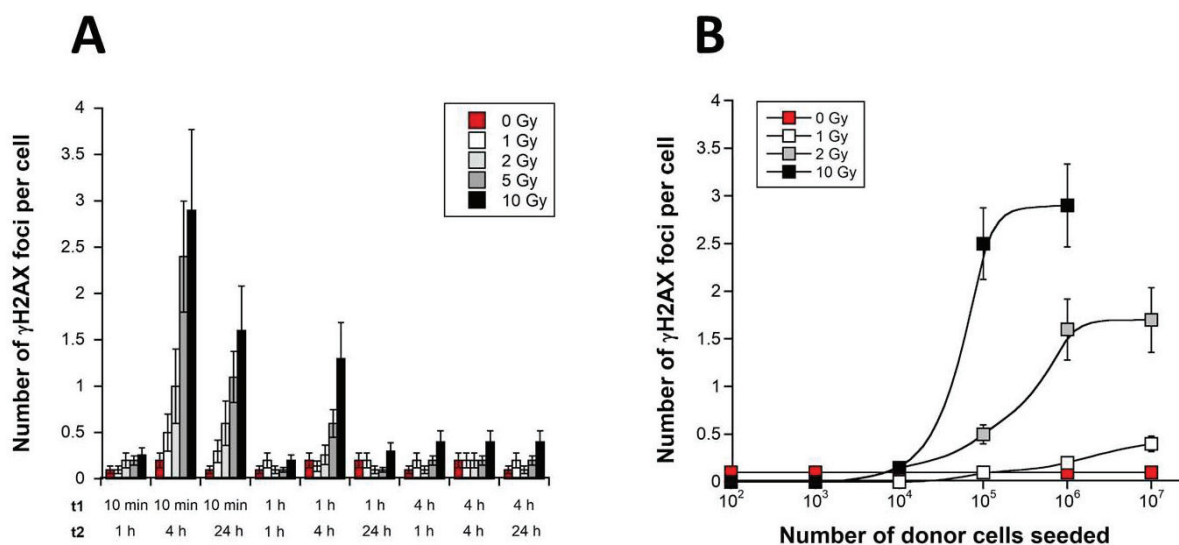 A
Number of γH2AX foci per cell
4
3.5
3
2.5
2
1.5
1
0.5
0
0 Gy
1 Gy
2 Gy
5 Gy
10 Gy
t1 10 min 10 min 10 min 1 h 1 h 1 h 4 h 4 h 4 h
t2 1 h 4 h 24 h 1 h 4 h 24 h 1 h 4 h 24 h
B
Number of γH2AX foci per cell
4
3.5
3
2.5
2
1.5
1
0.5
0
0 Gy
1 Gy
2 Gy
10 Gy
10² 10³ 10⁴ 10⁵ 10⁶ 10⁷
Number of donor cells seeded